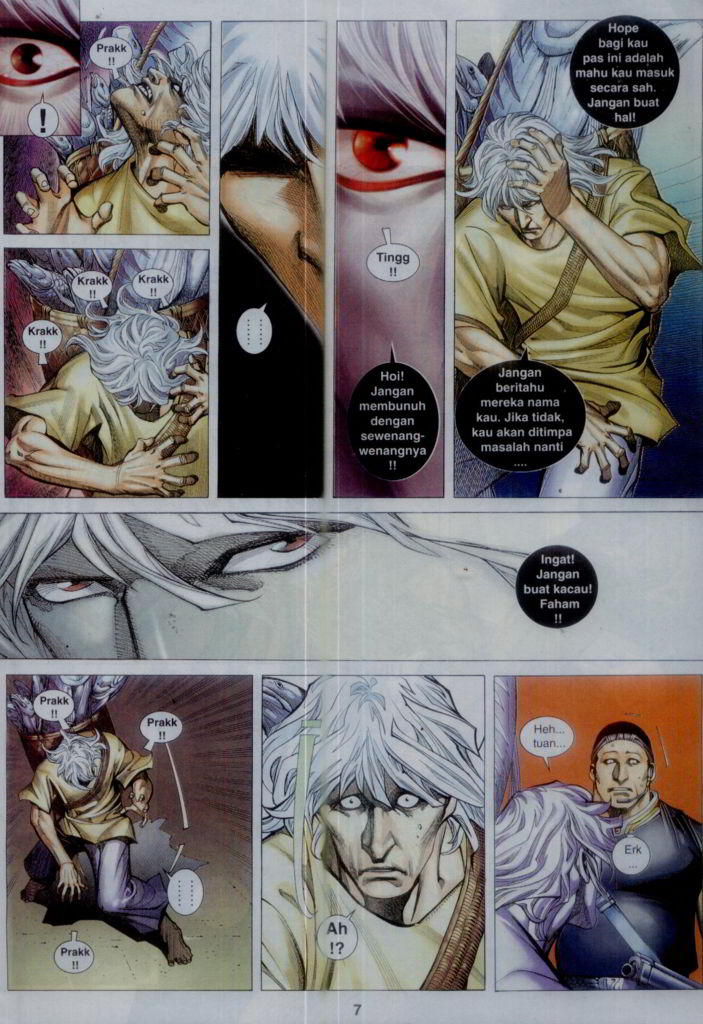 !
Prakk
!!
Krakk
!!
Krakk
!!
Krakk
!!
Tingg
!!
Hoi!
Jangan
membunuh
dengan
sewenang-
wenangnya
!!
Hope
bagi kau
pas ini adalah
mahu kau masuk
secara sah.
Jangan buat
hal!
Jangan
beritahu
mereka nama
kau. Jika tidak,
kau akan ditimpa
masalah nanti
....
Ingat!
Jangan
buat kacau!
Faham
!!
Prakk
!!
Prakk
!!
Prakk
!!
Ah
!?
Heh...
tuan...
Erk
...
7